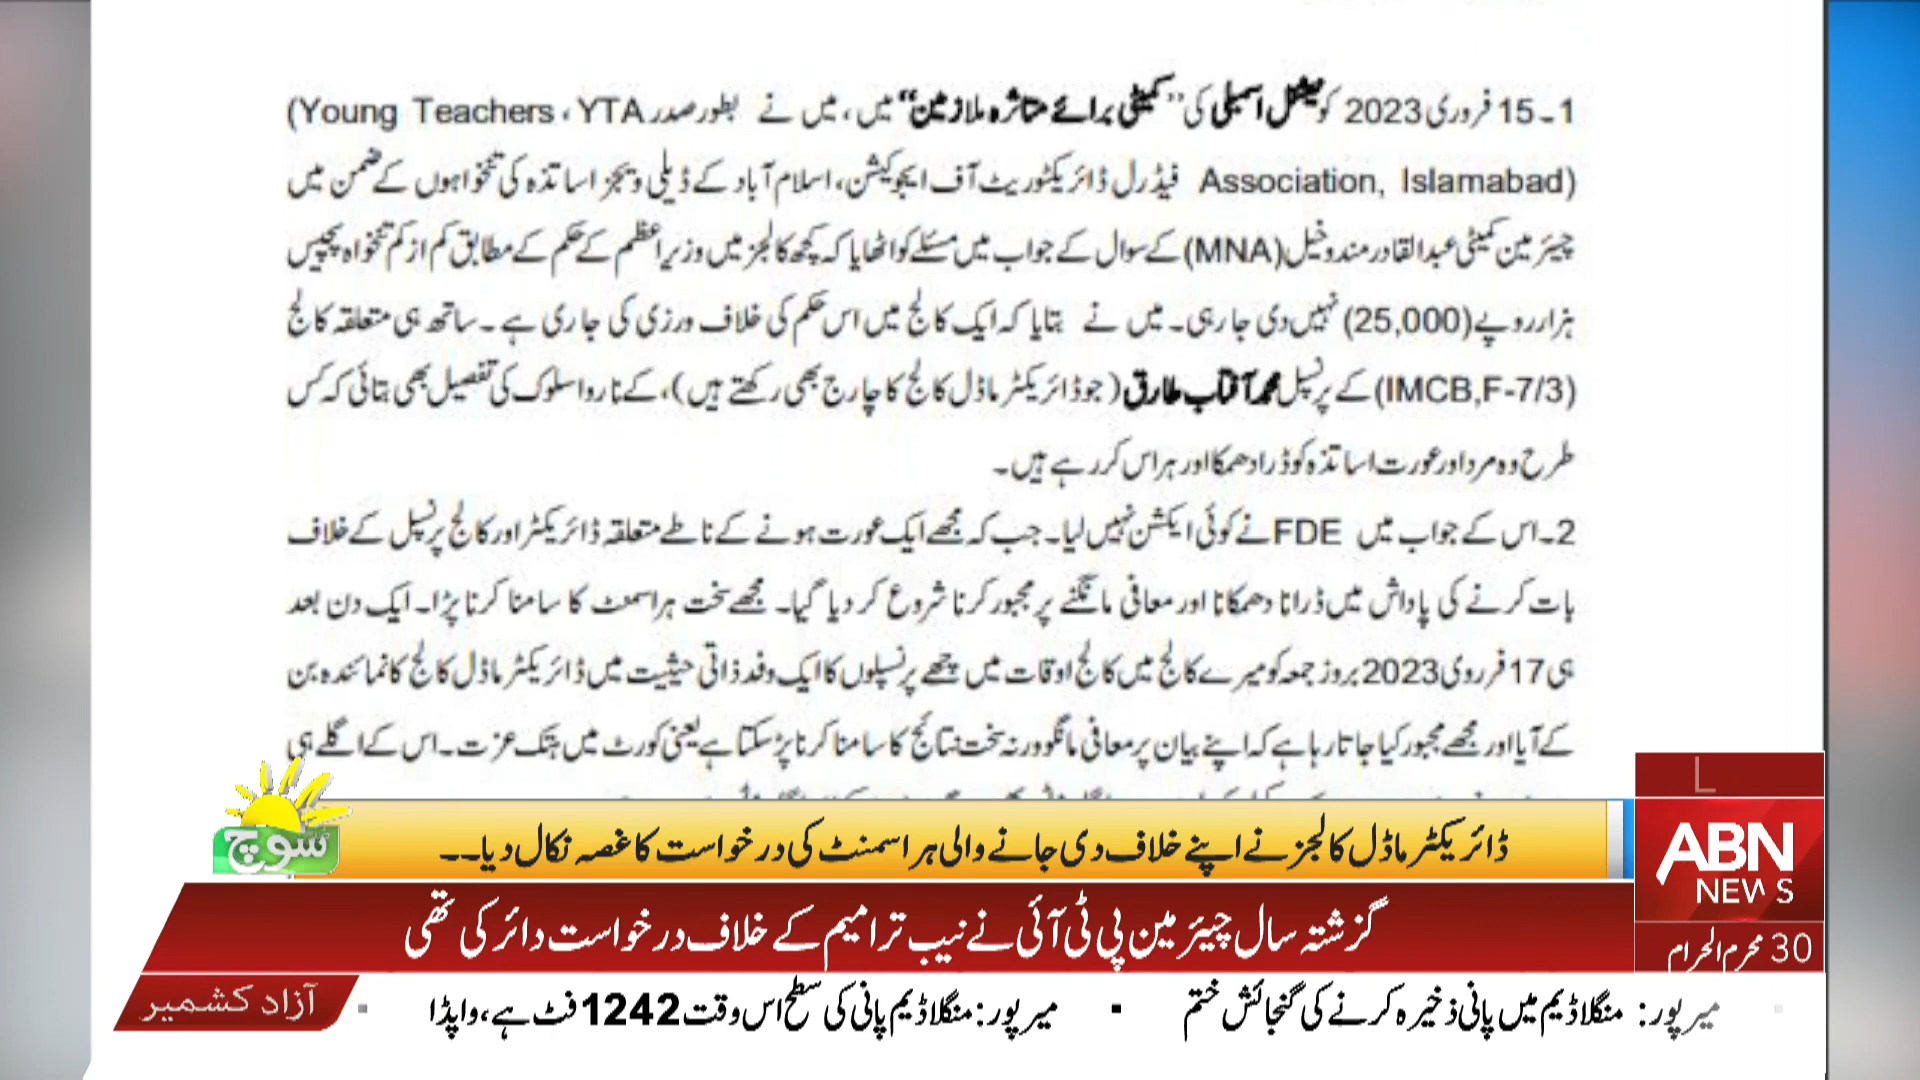 1۔ 15 فروری 2023 کو نیشنل اسمبلی کی "کمیٹی برائے متاثرہ ملازمین" میں، میں نے بطور صدر YTA، (Young Teachers
Association, Islamabad) فیڈرل ڈائریکٹوریٹ آف ایجوکیشن، اسلام آباد کے ڈیلی ویجز اساتذہ کی تنخواہوں کے ضمن میں
چیئرمین کمیٹی عبدالقادر مندوخیل (MNA) کے سوال کے جواب میں مسئلے کو اٹھایا کہ کچھ کالجز میں وزیر اعظم کے حکم کے مطابق کم از کم تنخواہ پچیس
ہزار روپے (25,000) نہیں دی جا رہی۔ میں نے بتایا کہ ایک کالج میں اس حکم کی خلاف ورزی کی جاری ہے۔ ساتھ ہی متعلقہ کالج
(IMCB,F-7/3) کے پرنسپل محمد آفتاب طارق (جو ڈائریکٹر ماڈل کالج کا چارج بھی رکھتے ہیں)، کے ناروا سلوک کی تفصیل بھی بتائی کہ کس
طرح وہ مرد اور عورت اساتذہ کو ڈرا دھمکا اور ہراس کر رہے ہیں۔
2۔ اس کے جواب میں FDE نے کوئی ایکشن نہیں لیا۔ جب کہ مجھے ایک عورت ہونے کے ناطے متعلقہ ڈائریکٹر اور کالج پرنسپل کے خلاف
بات کرنے کی پاداش میں ڈرانا دھمکانا اور معافی مانگنے پر مجبور کرنا شروع کر دیا گیا۔ مجھے سخت ہراسمنٹ کا سامنا کرنا پڑا۔ ایک دن بعد
ہی 17 فرروی 2023 بروز جمعہ کو میرے کالج میں کالج اوقات میں چھے پرنسپلوں کا ایک وفد ذاتی حیثیت میں ڈائریکٹر ماڈل کالج کا نمائندہ بن
کے آیا اور مجھے مجبور کیا جاتا رہا ہے کہ اپنے بیان پر معافی مانگو ورنہ سخت نتائج کا سامنا کرنا پڑ سکتا ہے یعنی کورٹ میں ہتک عزت۔ اس کے اگلے ہی
سوچ
ڈائریکٹر ماڈل کالجز نے اپنے خلاف دی جانے والی ہراسمنٹ کی درخواست کا غصہ نکال دیا۔۔
L
ABN
NEWS
گزشتہ سال چیئرمین پی ٹی آئی نے نیب ترامیم کے خلاف درخواست دائر کی تھی
30 محرم الحرام
آزاد کشمیر
میرپور: منگلا ڈیم میں پانی ذخیرہ کرنے کی گنجائش ختم ▪ میرپور: منگلا ڈیم پانی کی سطح اس وقت 1242 فٹ ہے، واپڈا